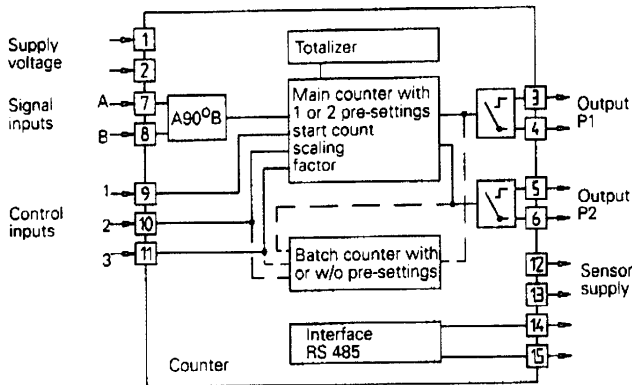 Supply
voltage
1
2
Signal
inputs
A
7
B
8
A90°B
Control
inputs
1
9
2
10
3
11
Totalizer
Main counter with
1 or 2 pre-settings
start count
scaling
factor
Batch counter with
or w/o pre-settings
Interface
RS 485
Counter
3
4
Output
P1
5
6
Output
P2
12
13
Sensor
supply
14
15